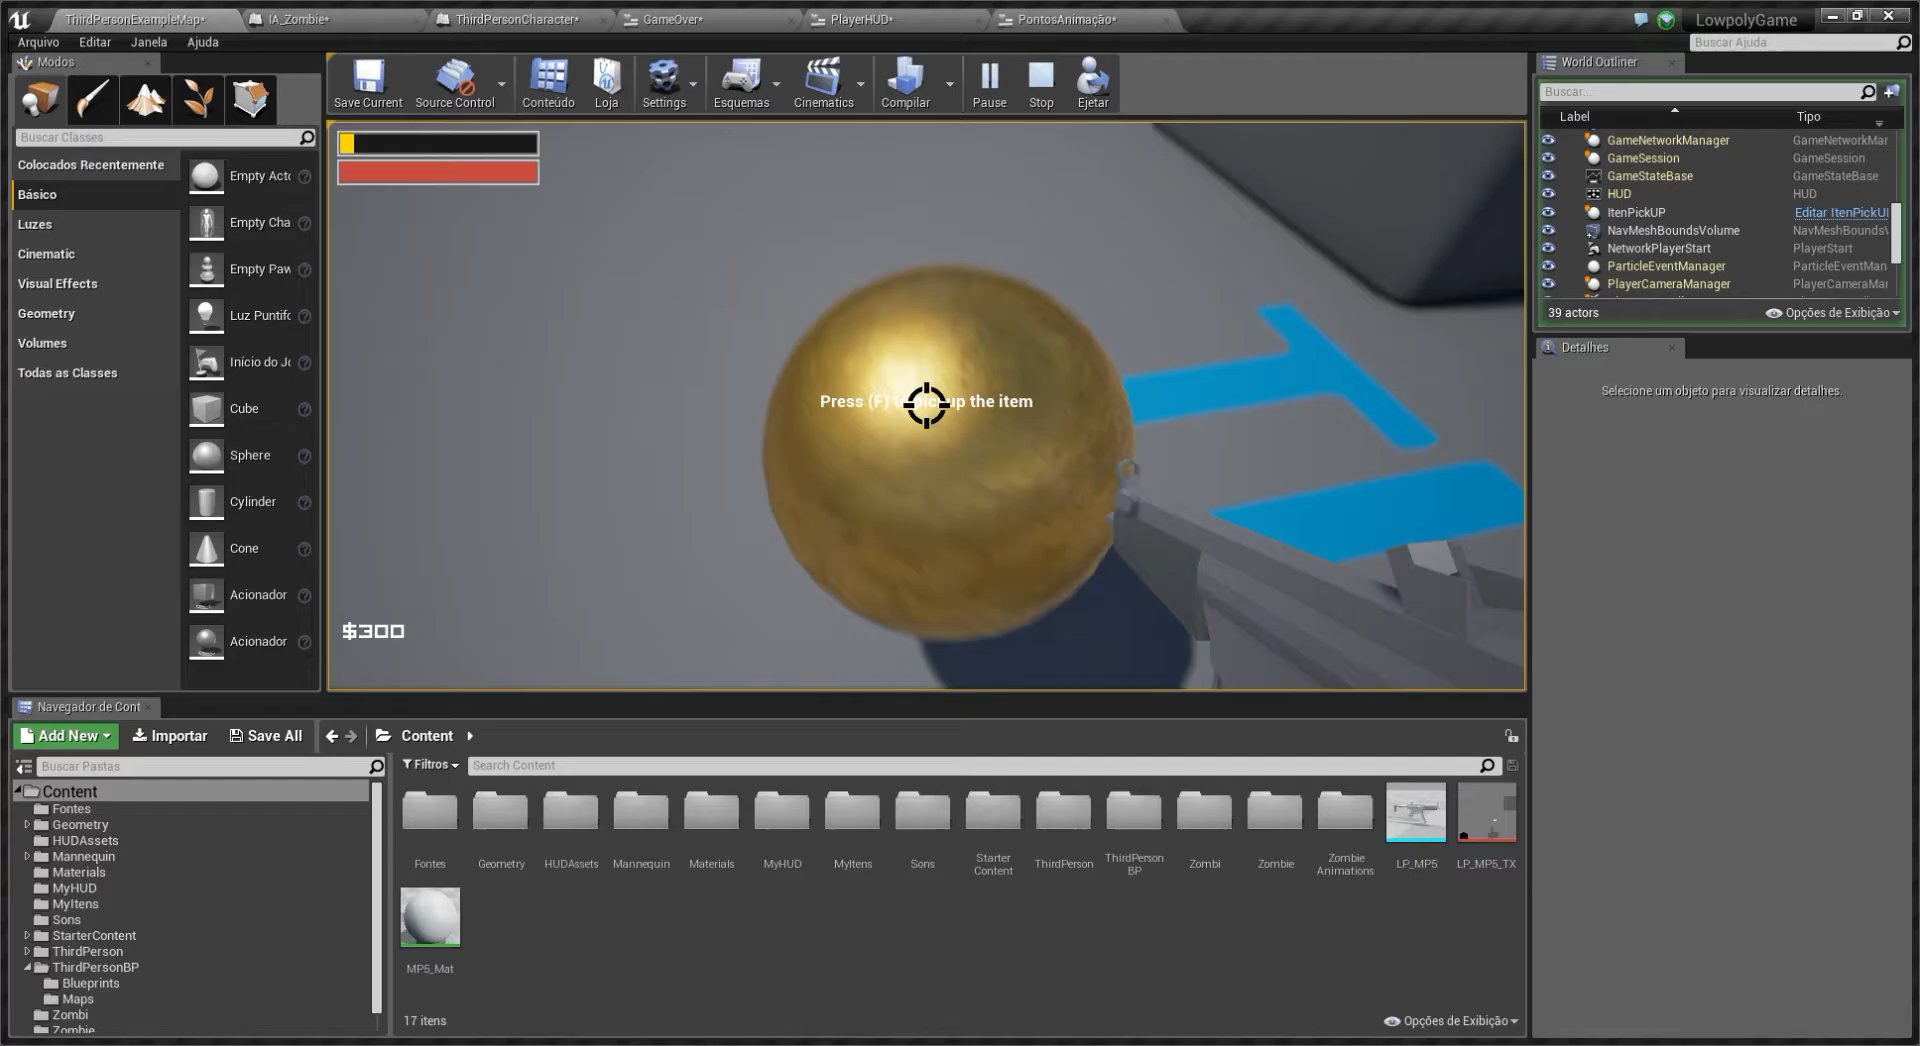 ThirdPersonExampleMap*
IA_Zombie*
ThirdPersonCharacter*
GameOver*
PlayerHUD*
PontosAnimação*
LowpolyGame
Arquivo
Editar
Janela
Ajuda
Buscar Ajuda
Modos
Save Current
Source Control
Conteúdo
Loja
Settings
Esquemas
Cinematics
Compilar
Pause
Stop
Ejetar
World Outliner
Buscar...
Label
Tipo
GameNetworkManager
GameNetworkMar
GameSession
GameSession
GameStateBase
GameStateBase
HUD
HUD
ItenPickUP
Editar ItenPickUI
NavMeshBoundsVolume
NavMeshBounds\
NetworkPlayerStart
PlayerStart
ParticleEventManager
ParticleEventMan
PlayerCameraManager
PlayerCameraMar
39 actors
Opções de Exibição
Buscar Classes
Colocados Recentemente
Básico
Luzes
Cinematic
Visual Effects
Geometry
Volumes
Todas as Classes
Empty Acto
Empty Cha
Empty Paw
Luz Puntifo
Início do Jo
Cube
Sphere
Cylinder
Cone
Acionador
Acionador
Press (F) to pic up the item
$300
Detalhes
Selecione um objeto para visualizar detalhes.
Navegador de Cont
Add New
Importar
Save All
Content
Buscar Pastas
Filtros
Search Content
Content
Fontes
Geometry
HUDAssets
Mannequin
Materials
MyHUD
MyItens
Sons
StarterContent
ThirdPerson
ThirdPersonBP
Blueprints
Maps
Zombi
Zombie
Fontes
Geometry
HUDAssets
Mannequin
Materials
MyHUD
MyItens
Sons
Starter
Content
ThirdPerson
ThirdPerson
BP
Zombi
Zombie
Zombie
Animations
LP_MP5
LP_MP5_TX
MP5_Mat
17 itens
Opções de Exibição